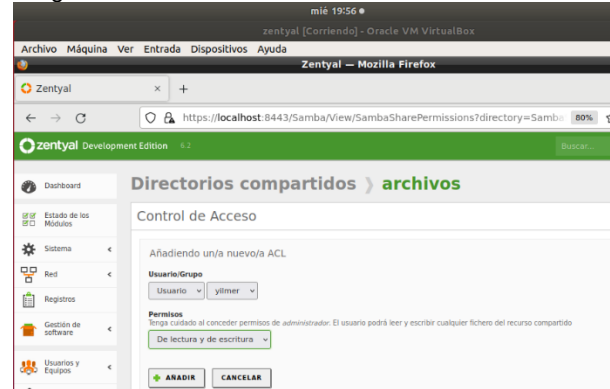 mié 19:56
zentyal [Corriendo] - Oracle VM VirtualBox
Archivo Máquina Ver Entrada Dispositivos Ayuda
Zentyal — Mozilla Firefox
Zentyal × +
https://localhost:8443/Samba/View/SambaSharePermissions?directory=Samba 80%
zentyal Development Edition 6.2 Buscar...
Dashboard
Estado de los Módulos
Sistema
Red
Registros
Gestión de software
Usuarios y Equipos
Directorios compartidos archivos
Control de Acceso
Añadiendo un/a nuevo/a ACL
Usuario/Grupo
Usuario yilmer
Permisos
Tenga cuidado al conceder permisos de administrador. El usuario podrá leer y escribir cualquier fichero del recurso compartido
De lectura y de escritura
AÑADIR CANCELAR